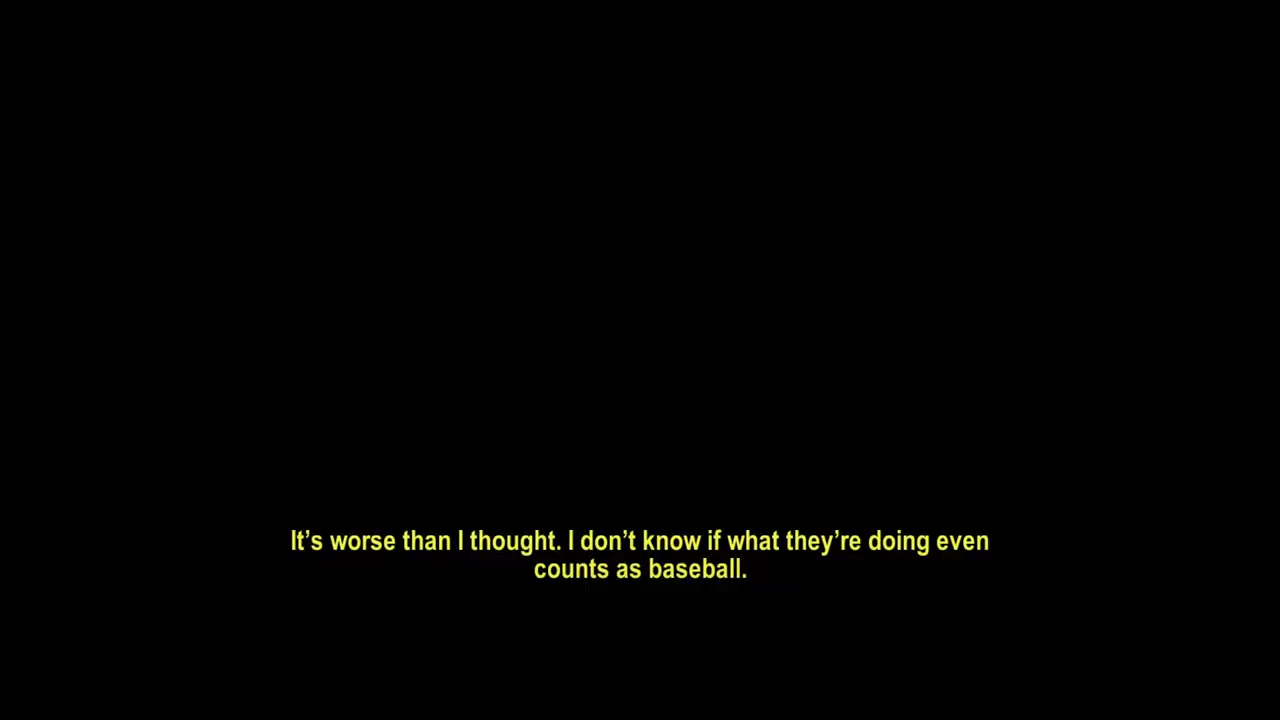 It’s worse than I thought. I don’t know if what they’re doing even
counts as baseball.